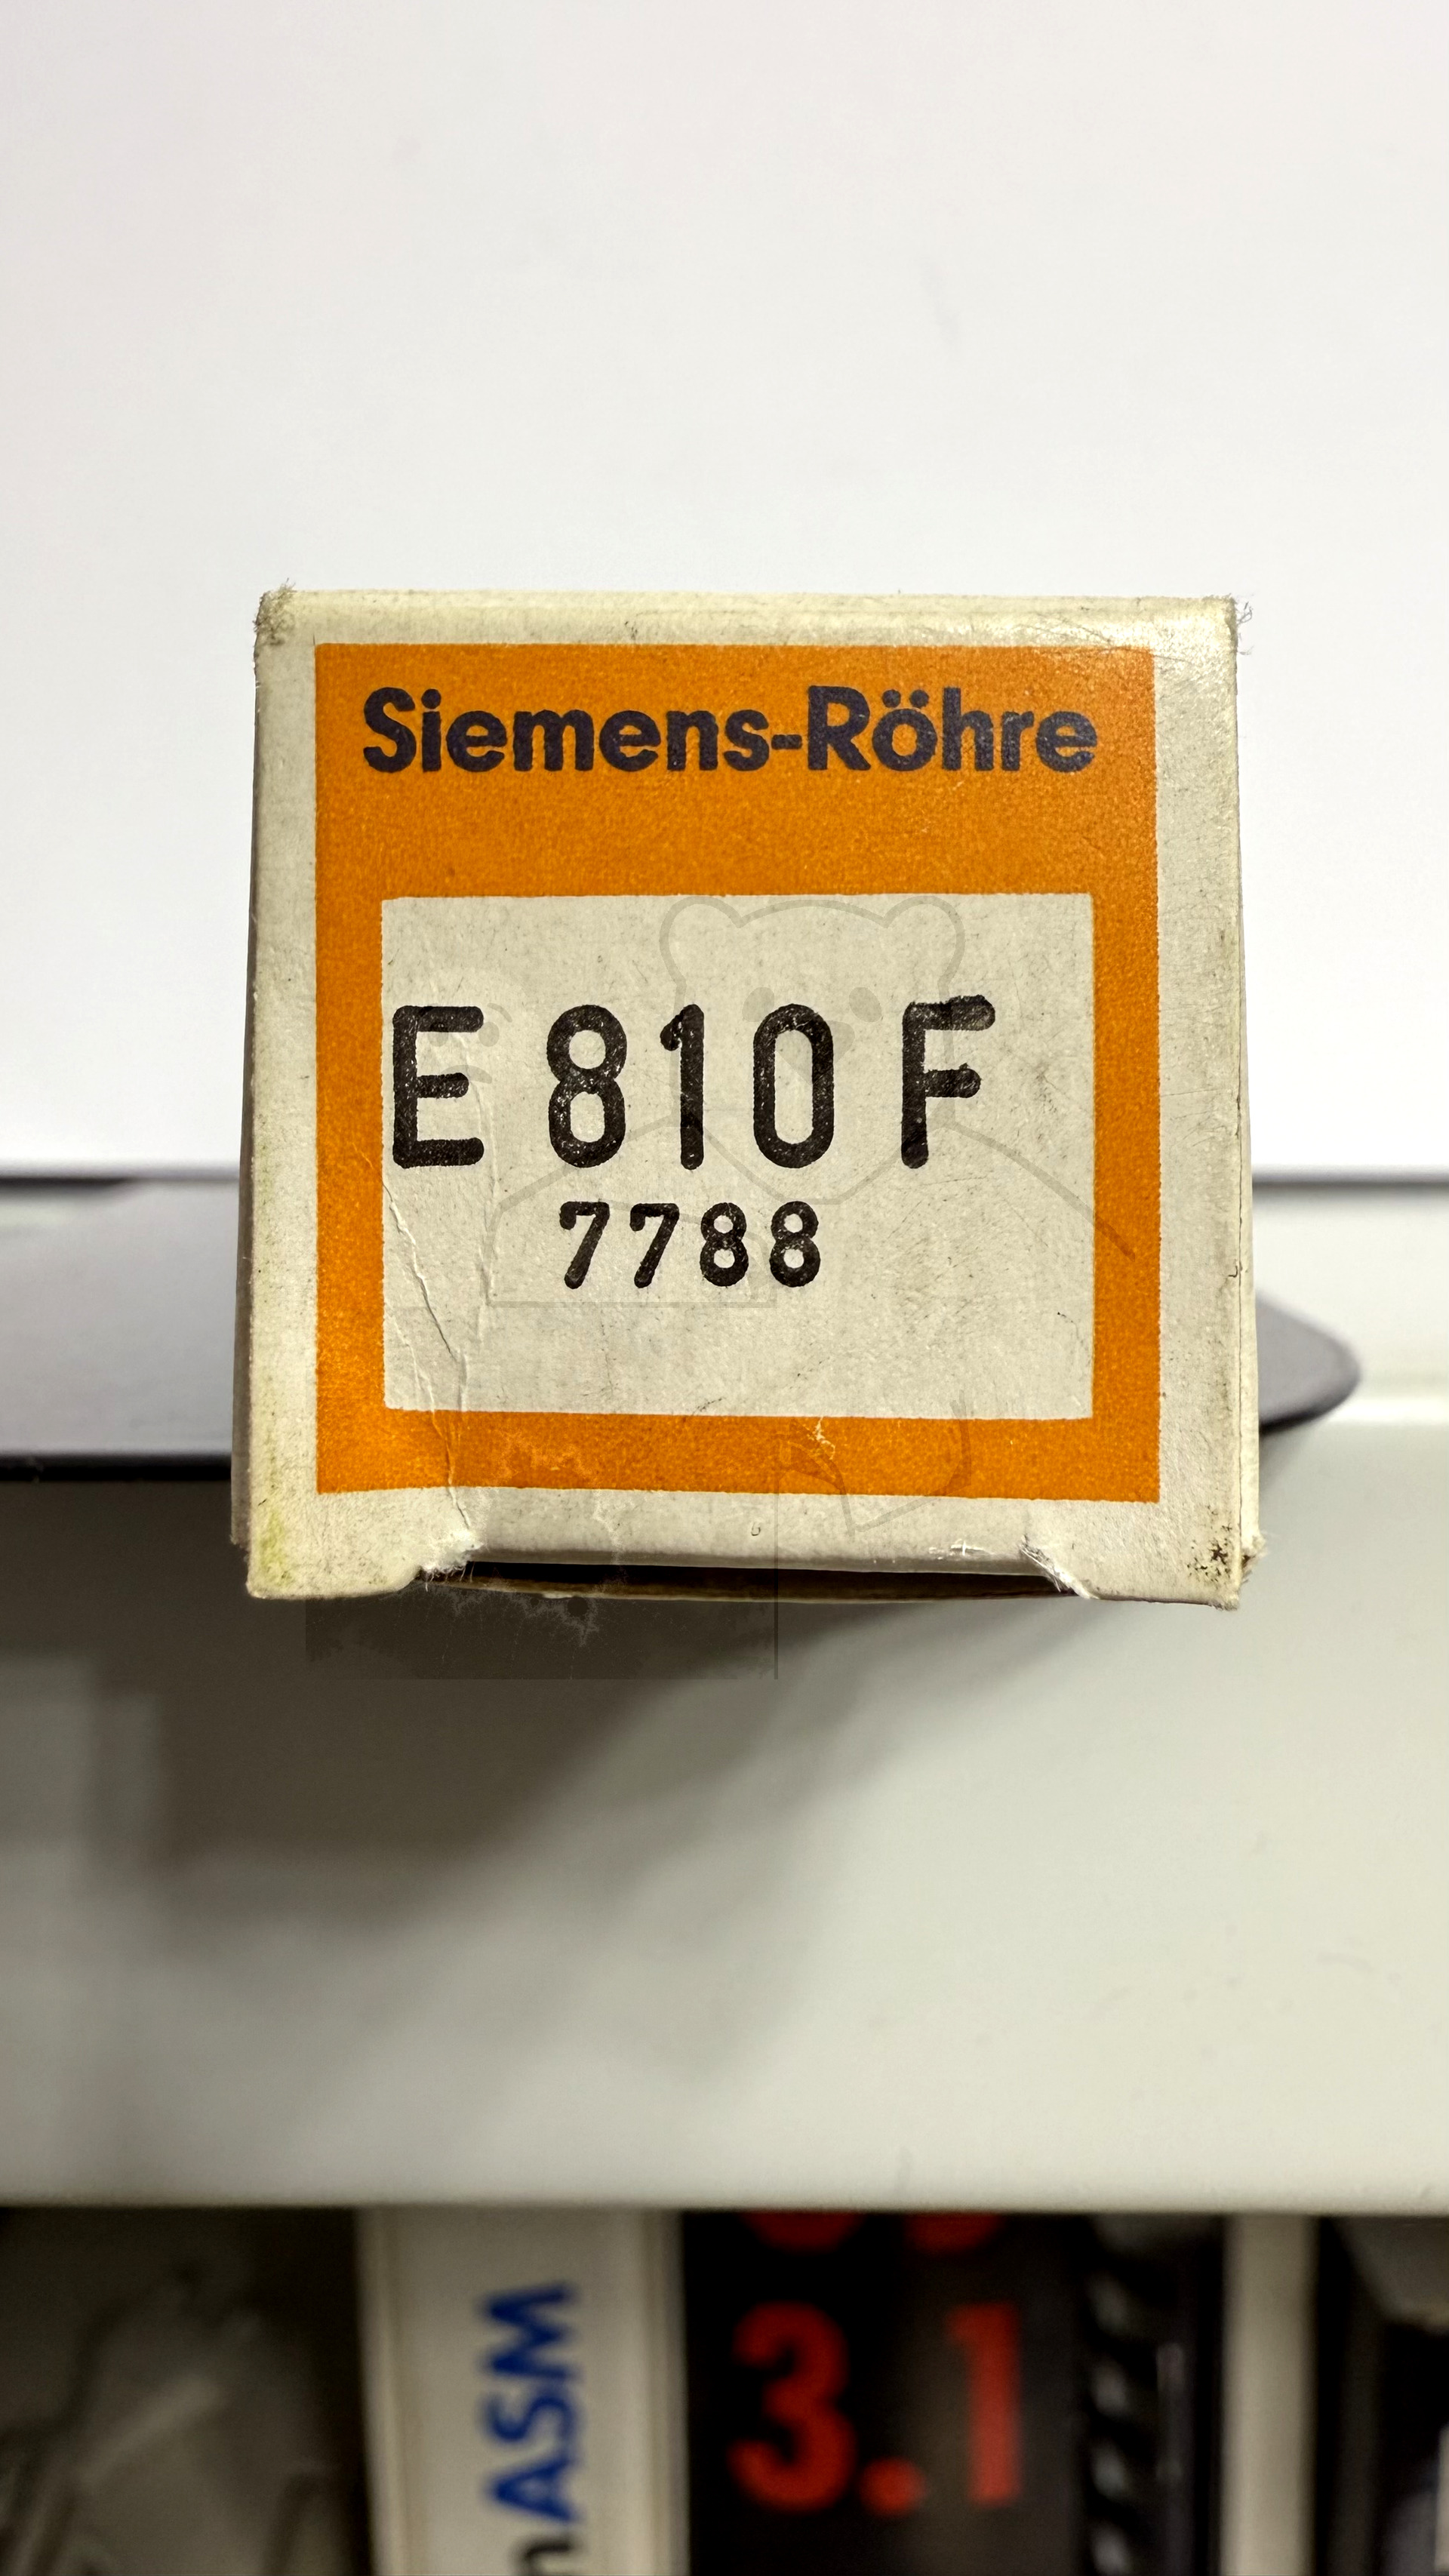 Siemens-Röhre
E 810 F
7788
ASM
3.1